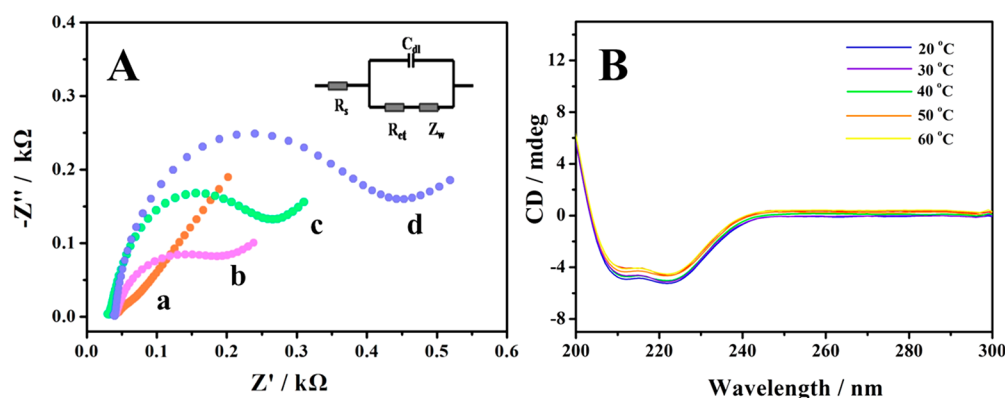 A
-Z'' / kΩ
0.4
0.3
0.2
0.1
0.0
0.0 0.1 0.2 0.3 0.4 0.5 0.6
Z' / kΩ
a
b
c
d
Cdl
Rs
Rct
Zw
B
CD / mdeg
12
8
4
0
-4
-8
200 220 240 260 280 300
Wavelength / nm
20 °C
30 °C
40 °C
50 °C
60 °C